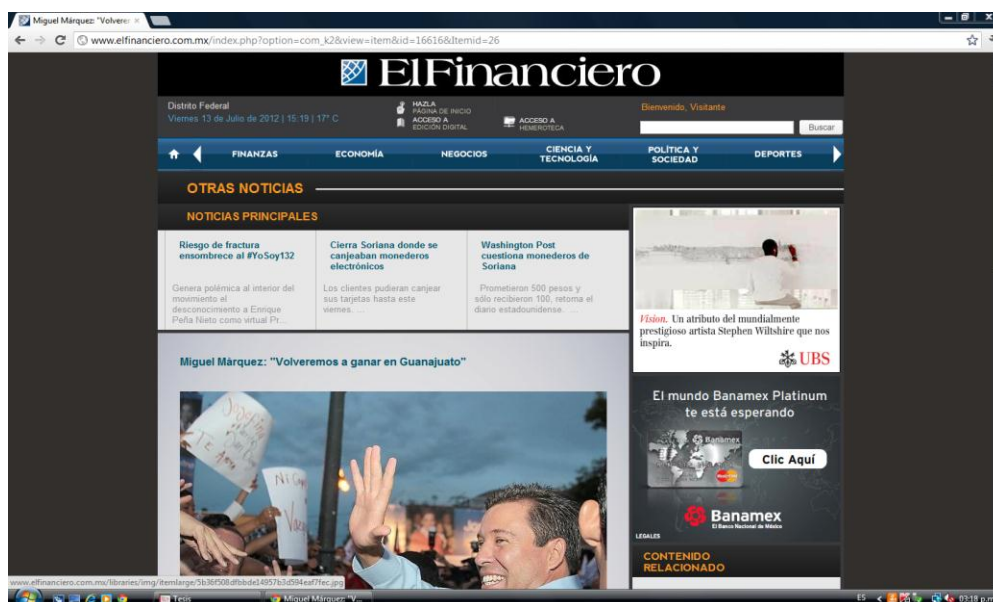 Miguel Márquez: "Volverer
www.elfinanciero.com.mx/index.php?option=com_k2&view=item&id=16616&Itemid=26
El Financiero
Distrito Federal
Viernes 13 de Julio de 2012 | 15:19 | 17° C
HAZLA
PÁGINA DE INICIO
ACCESO A
EDICIÓN DIGITAL
ACCESO A
HEMEROTECA
Bienvenido, Visitante
Buscar
FINANZAS
ECONOMÍA
NEGOCIOS
CIENCIA Y
TECNOLOGÍA
POLÍTICA Y
SOCIEDAD
DEPORTES
OTRAS NOTICIAS
NOTICIAS PRINCIPALES
Riesgo de fractura
ensombrece al #YoSoy132
Genera polémica al interior del
movimiento el
desconocimiento a Enrique
Peña Nieto como virtual Pr...
Cierra Soriana donde se
canjeaban monederos
electrónicos
Los clientes pudieran canjear
sus tarjetas hasta este
viernes. ...
Washington Post
cuestiona monederos de
Soriana
Prometieron 500 pesos y
sólo recibieron 100, retoma el
diario estadounidense. ...
Vision. Un atributo del mundialmente
prestigioso artista Stephen Wiltshire que nos
inspira.
UBS
Miguel Márquez: "Volveremos a ganar en Guanajuato"
TE AMO
El mundo Banamex Platinum
te está esperando
Banamex
Clic Aquí
Banamex
El Banco Nacional de México
LEGALES
CONTENIDO
RELACIONADO
www.elfinanciero.com.mx/libraries/img/itemlarge/5b36f508dfbbde14957b3d594eaf7fec.jpg
Tesis
Miguel Márquez: "V...
ES
03:18 p.m.